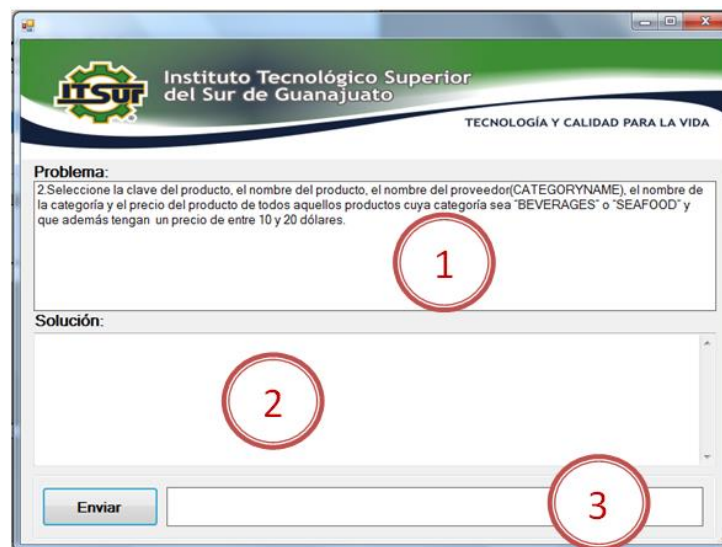 ITSur
Instituto Tecnológico Superior
del Sur de Guanajuato
TECNOLOGÍA Y CALIDAD PARA LA VIDA
Problema:
2.Seleccione la clave del producto, el nombre del producto, el nombre del proveedor(CATEGORYNAME), el nombre de
la categoría y el precio del producto de todos aquellos productos cuya categoría sea "BEVERAGES" o "SEAFOOD" y
que además tengan un precio de entre 10 y 20 dólares.
1
Solución:
2
Enviar
3